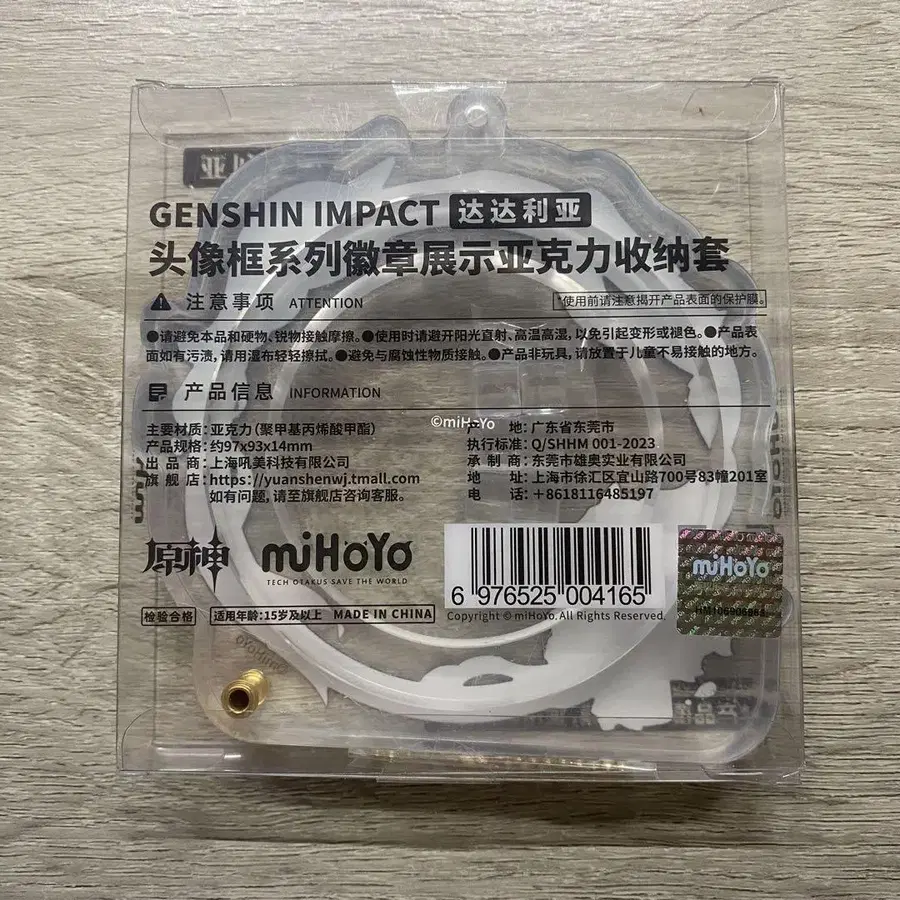 GENSHIN IMPACT 达达利亚
头像框系列徽章展示亚克力收纳套
注意事项 ATTENTION
*使用前请注意揭开产品表面的保护膜。
●请避免本品和硬物、锐物接触摩擦。●使用时请避开阳光直射、高温高湿，以免引起变形或褪色。●产品表
面如有污渍，请用湿布轻轻擦拭。●避免与腐蚀性物质接触。●产品非玩具，请放置于儿童不易接触的地方。
产品信息 INFORMATION
©miHoYo
主要材质：亚克力（聚甲基丙烯酸甲酯）
产品规格：约97x93x14mm
出品商：上海吼美科技有限公司
旗舰店：https://yuanshenwj.tmall.com
如有问题，请至旗舰店咨询客服。
产地：广东省东莞市
执行标准：Q/SHHM 001-2023
承制商：东莞市雄奥实业有限公司
地址：上海市徐汇区宜山路700号83幢201室
电话：+8618116485197
原神
miHoYo
TECH OTAKUS SAVE THE WORLD
6 976525 004165
miHoYo
检验合格
适用年龄：15岁及以上 MADE IN CHINA
Copyright © miHoYo. All Rights Reserved.